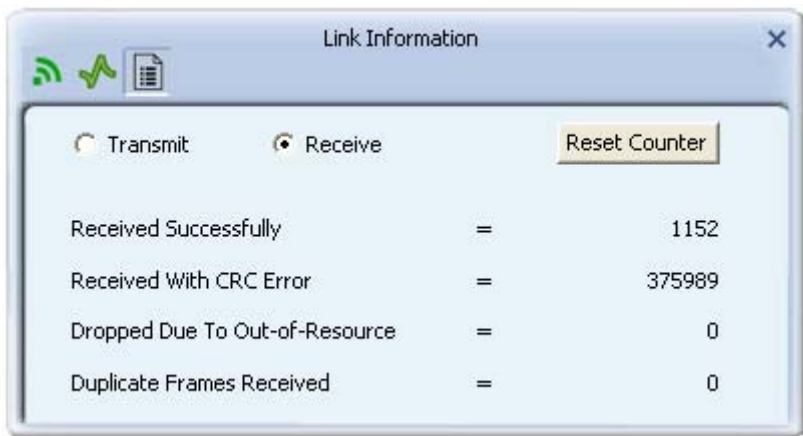 Link Information
Transmit Receive Reset Counter
Received Successfully = 1152
Received With CRC Error = 375989
Dropped Due To Out-of-Resource = 0
Duplicate Frames Received = 0